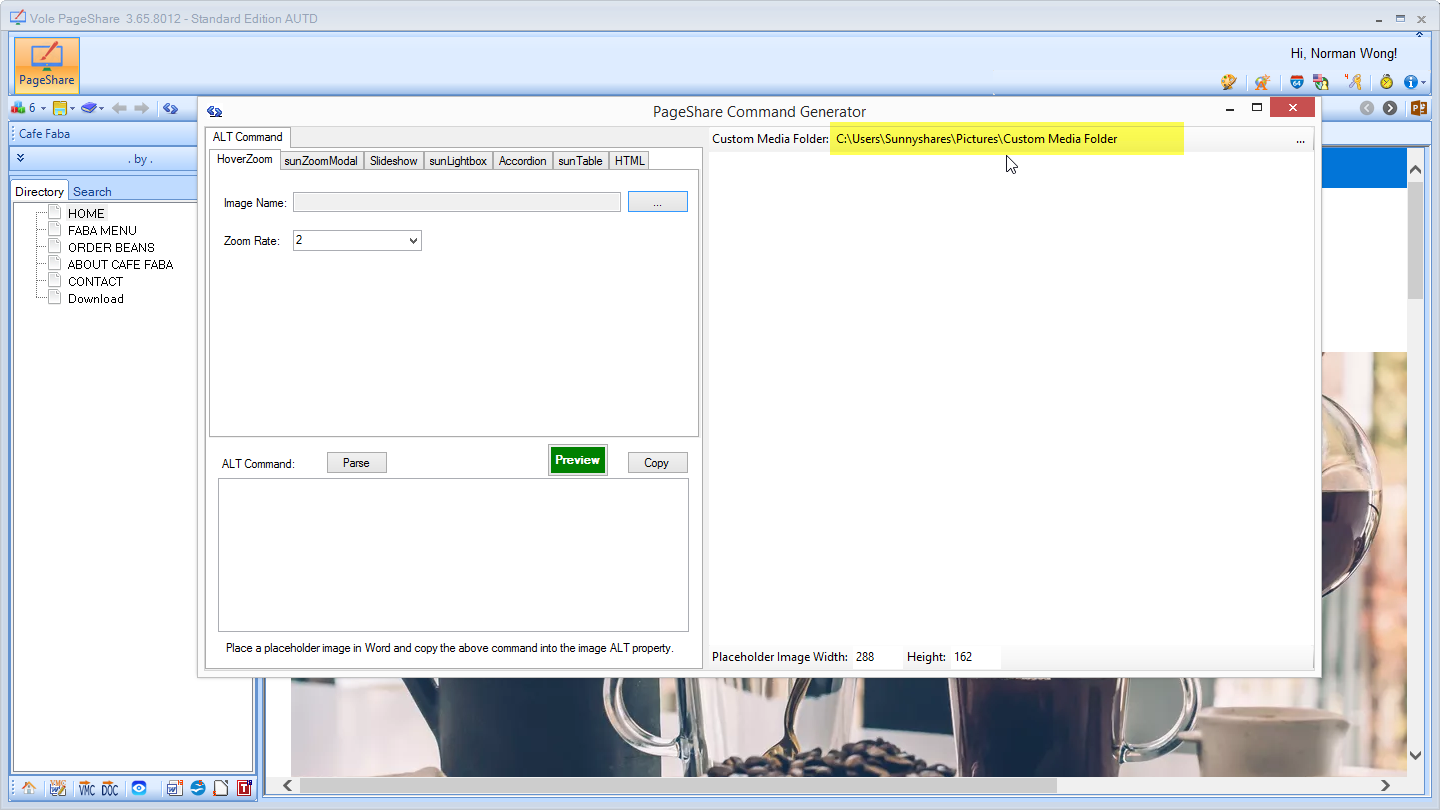 Vole PageShare 3.65.8012 - Standard Edition AUTD
PageShare
Hi, Norman Wong!
6
64
Cafe Faba
. by .
Directory Search
HOME
FABA MENU
ORDER BEANS
ABOUT CAFE FABA
CONTACT
Download
VMC DOC
PageShare Command Generator
ALT Command
HoverZoom sunZoomModal Slideshow sunLightbox Accordion sunTable HTML
Image Name: ...
Zoom Rate: 2
ALT Command: Parse Preview Copy
Place a placeholder image in Word and copy the above command into the image ALT property.
Custom Media Folder: C:\Users\Sunnyshares\Pictures\Custom Media Folder ...
Placeholder Image Width: 288 Height: 162